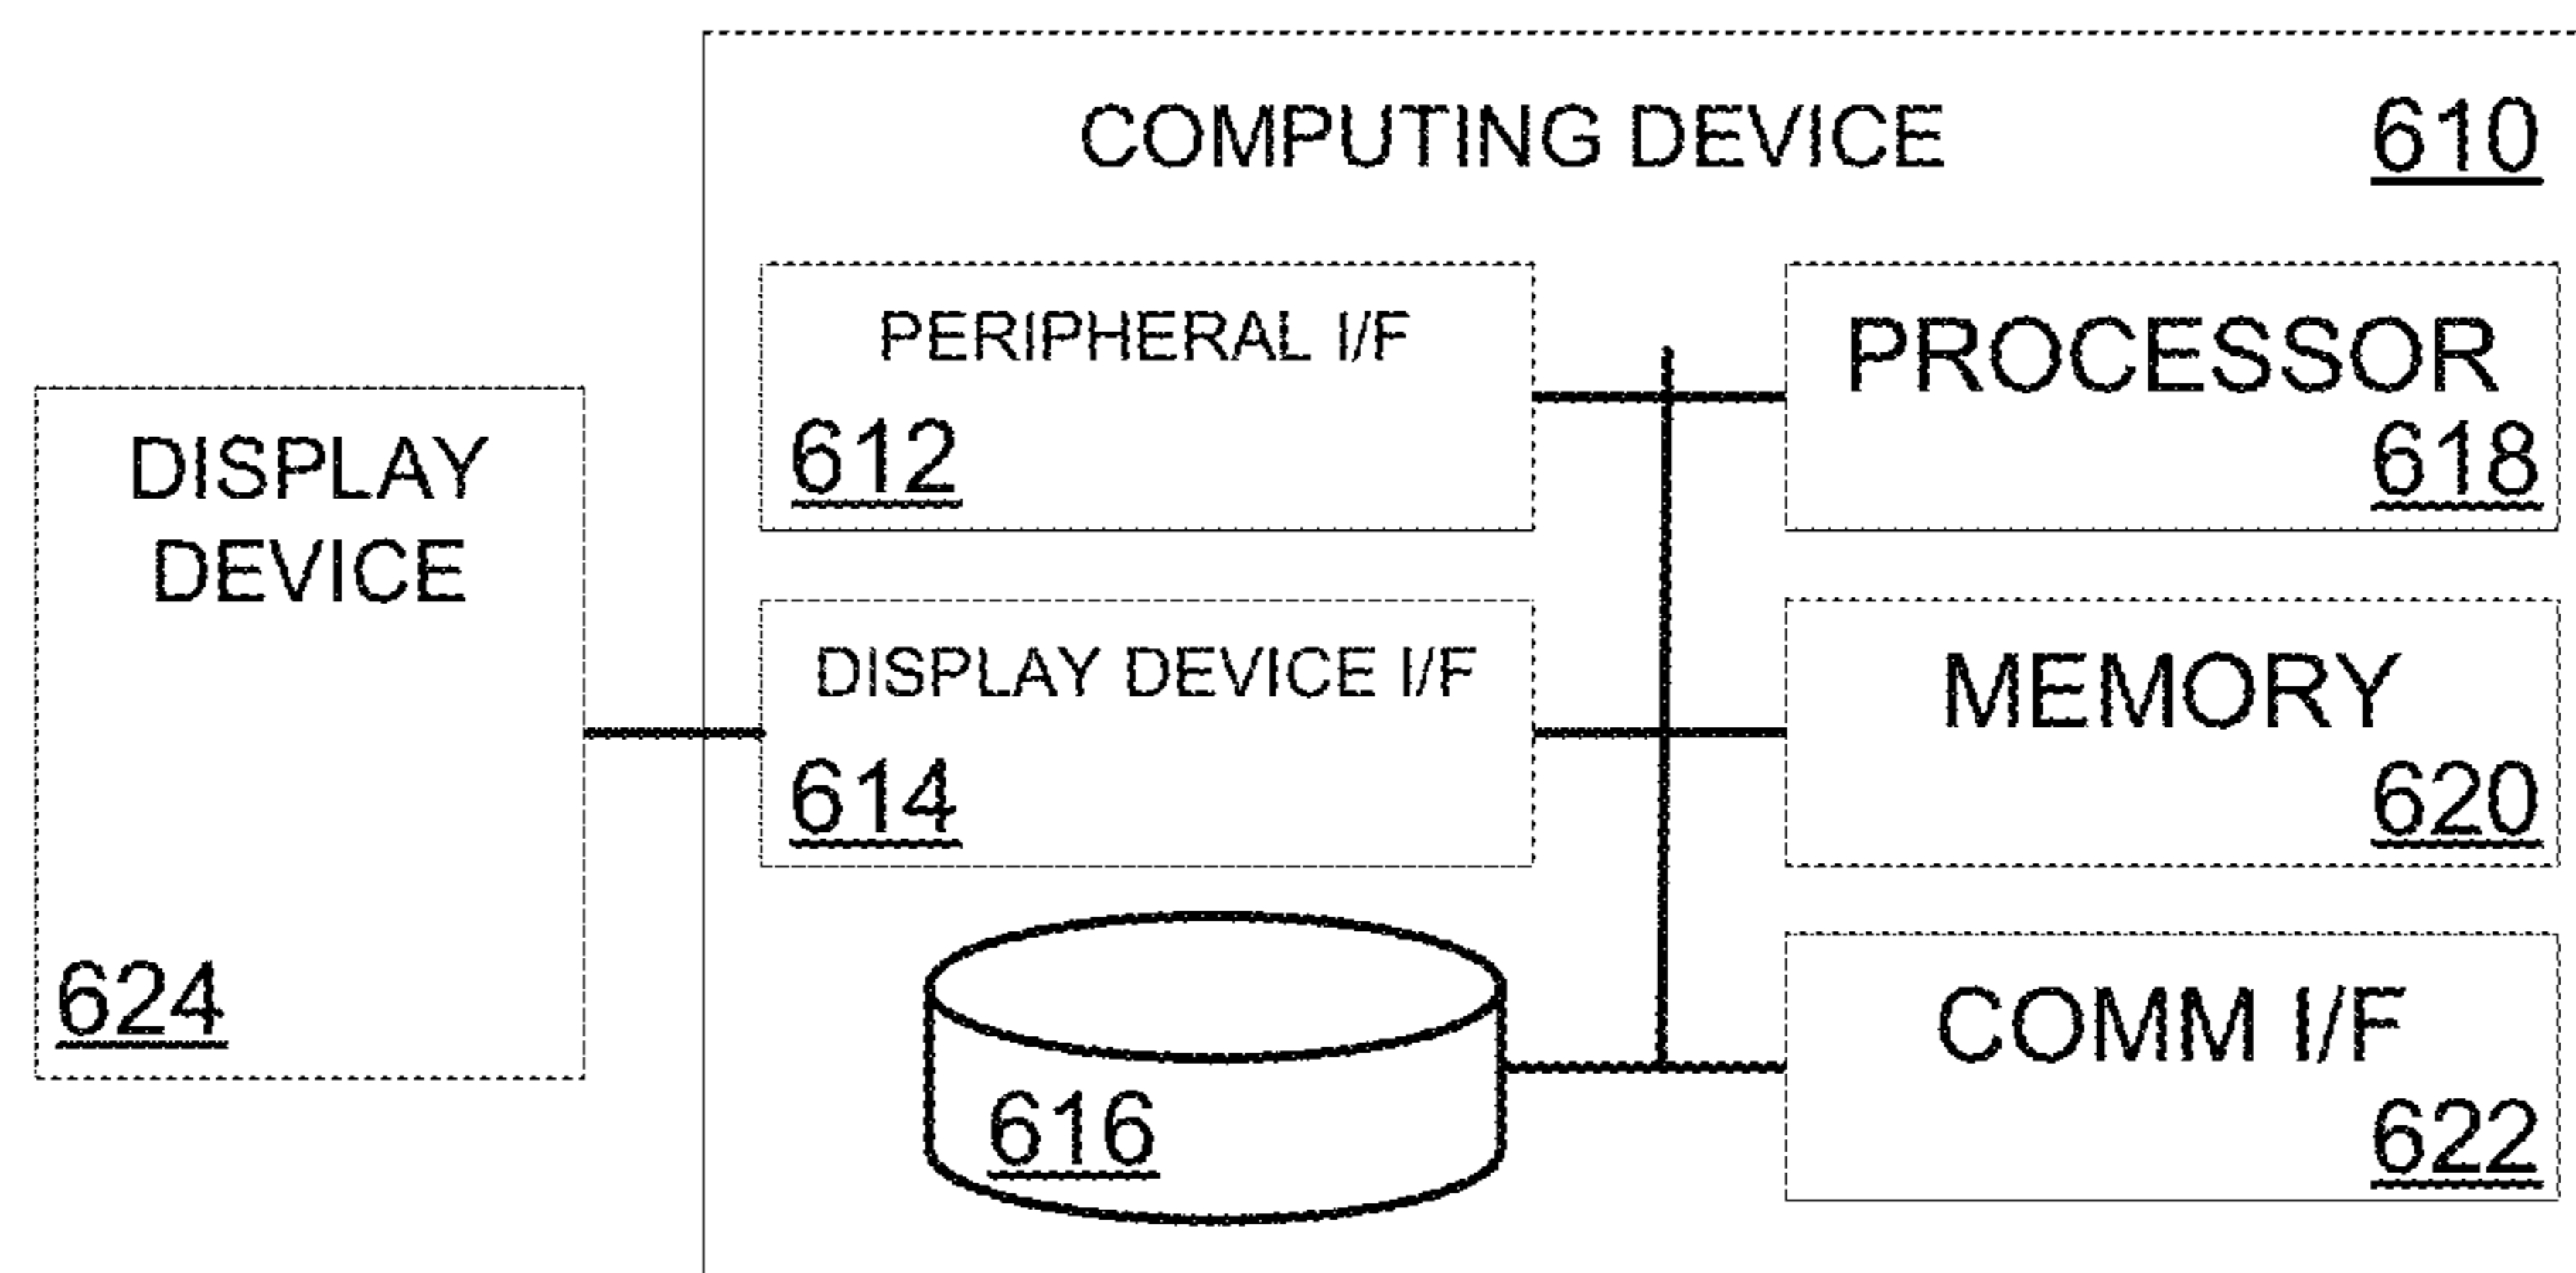 COMPUTING DEVICE
610
PERIPHERAL I/F
612
PROCESSOR
618
DISPLAY
DEVICE
624
DISPLAY DEVICE I/F
614
MEMORY
620
616
COMM I/F
622